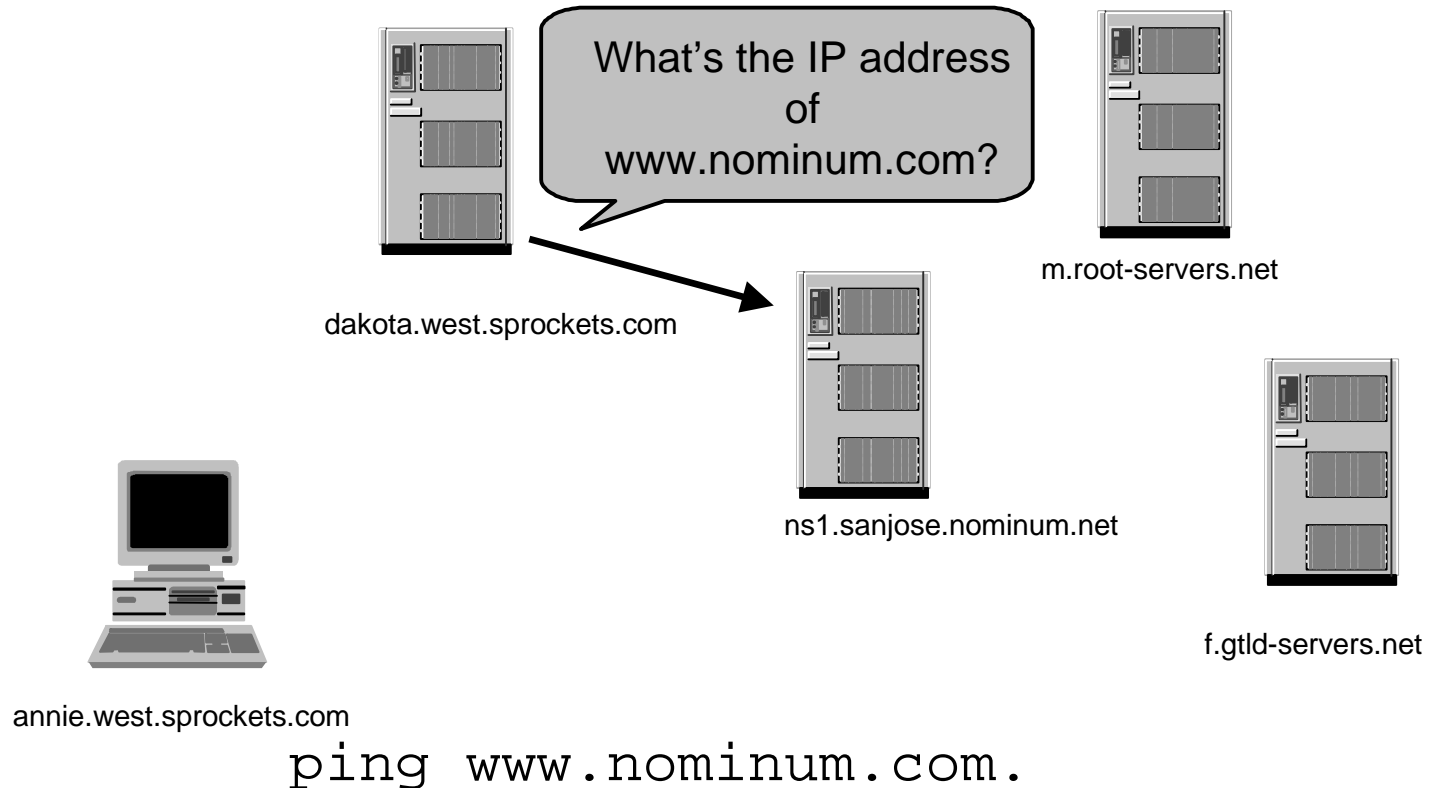 What’s the IP address
of
www.nominum.com?
m.root-servers.net
dakota.west.sprockets.com
ns1.sanjose.nominum.net
f.gtld-servers.net
annie.west.sprockets.com
ping www.nominum.com.